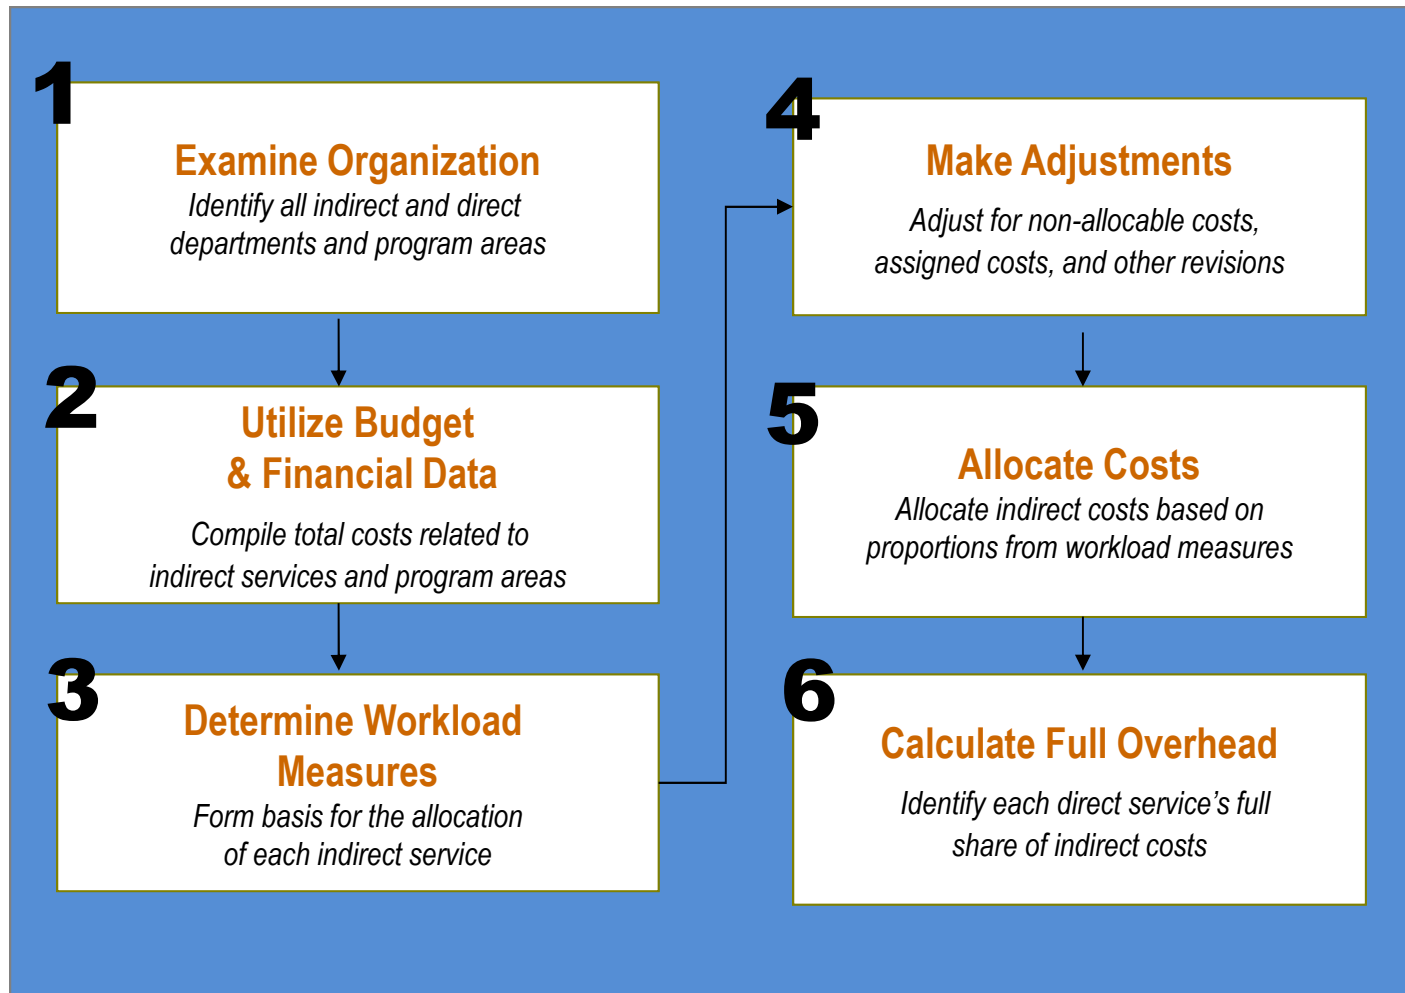 1
Examine Organization
Identify all indirect and direct
departments and program areas
2
Utilize Budget
& Financial Data
Compile total costs related to
indirect services and program areas
3
Determine Workload
Measures
Form basis for the allocation
of each indirect service
4
Make Adjustments
Adjust for non-allocable costs,
assigned costs, and other revisions
5
Allocate Costs
Allocate indirect costs based on
proportions from workload measures
6
Calculate Full Overhead
Identify each direct service’s full
share of indirect costs